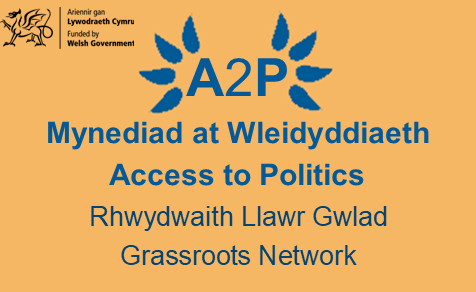 Ariennir gan
Lywodraeth Cymru
Funded by
Welsh Government
A2P
Mynediad at Wleidyddiaeth
Access to Politics
Rhwydwaith Llawr Gwlad
Grassroots Network